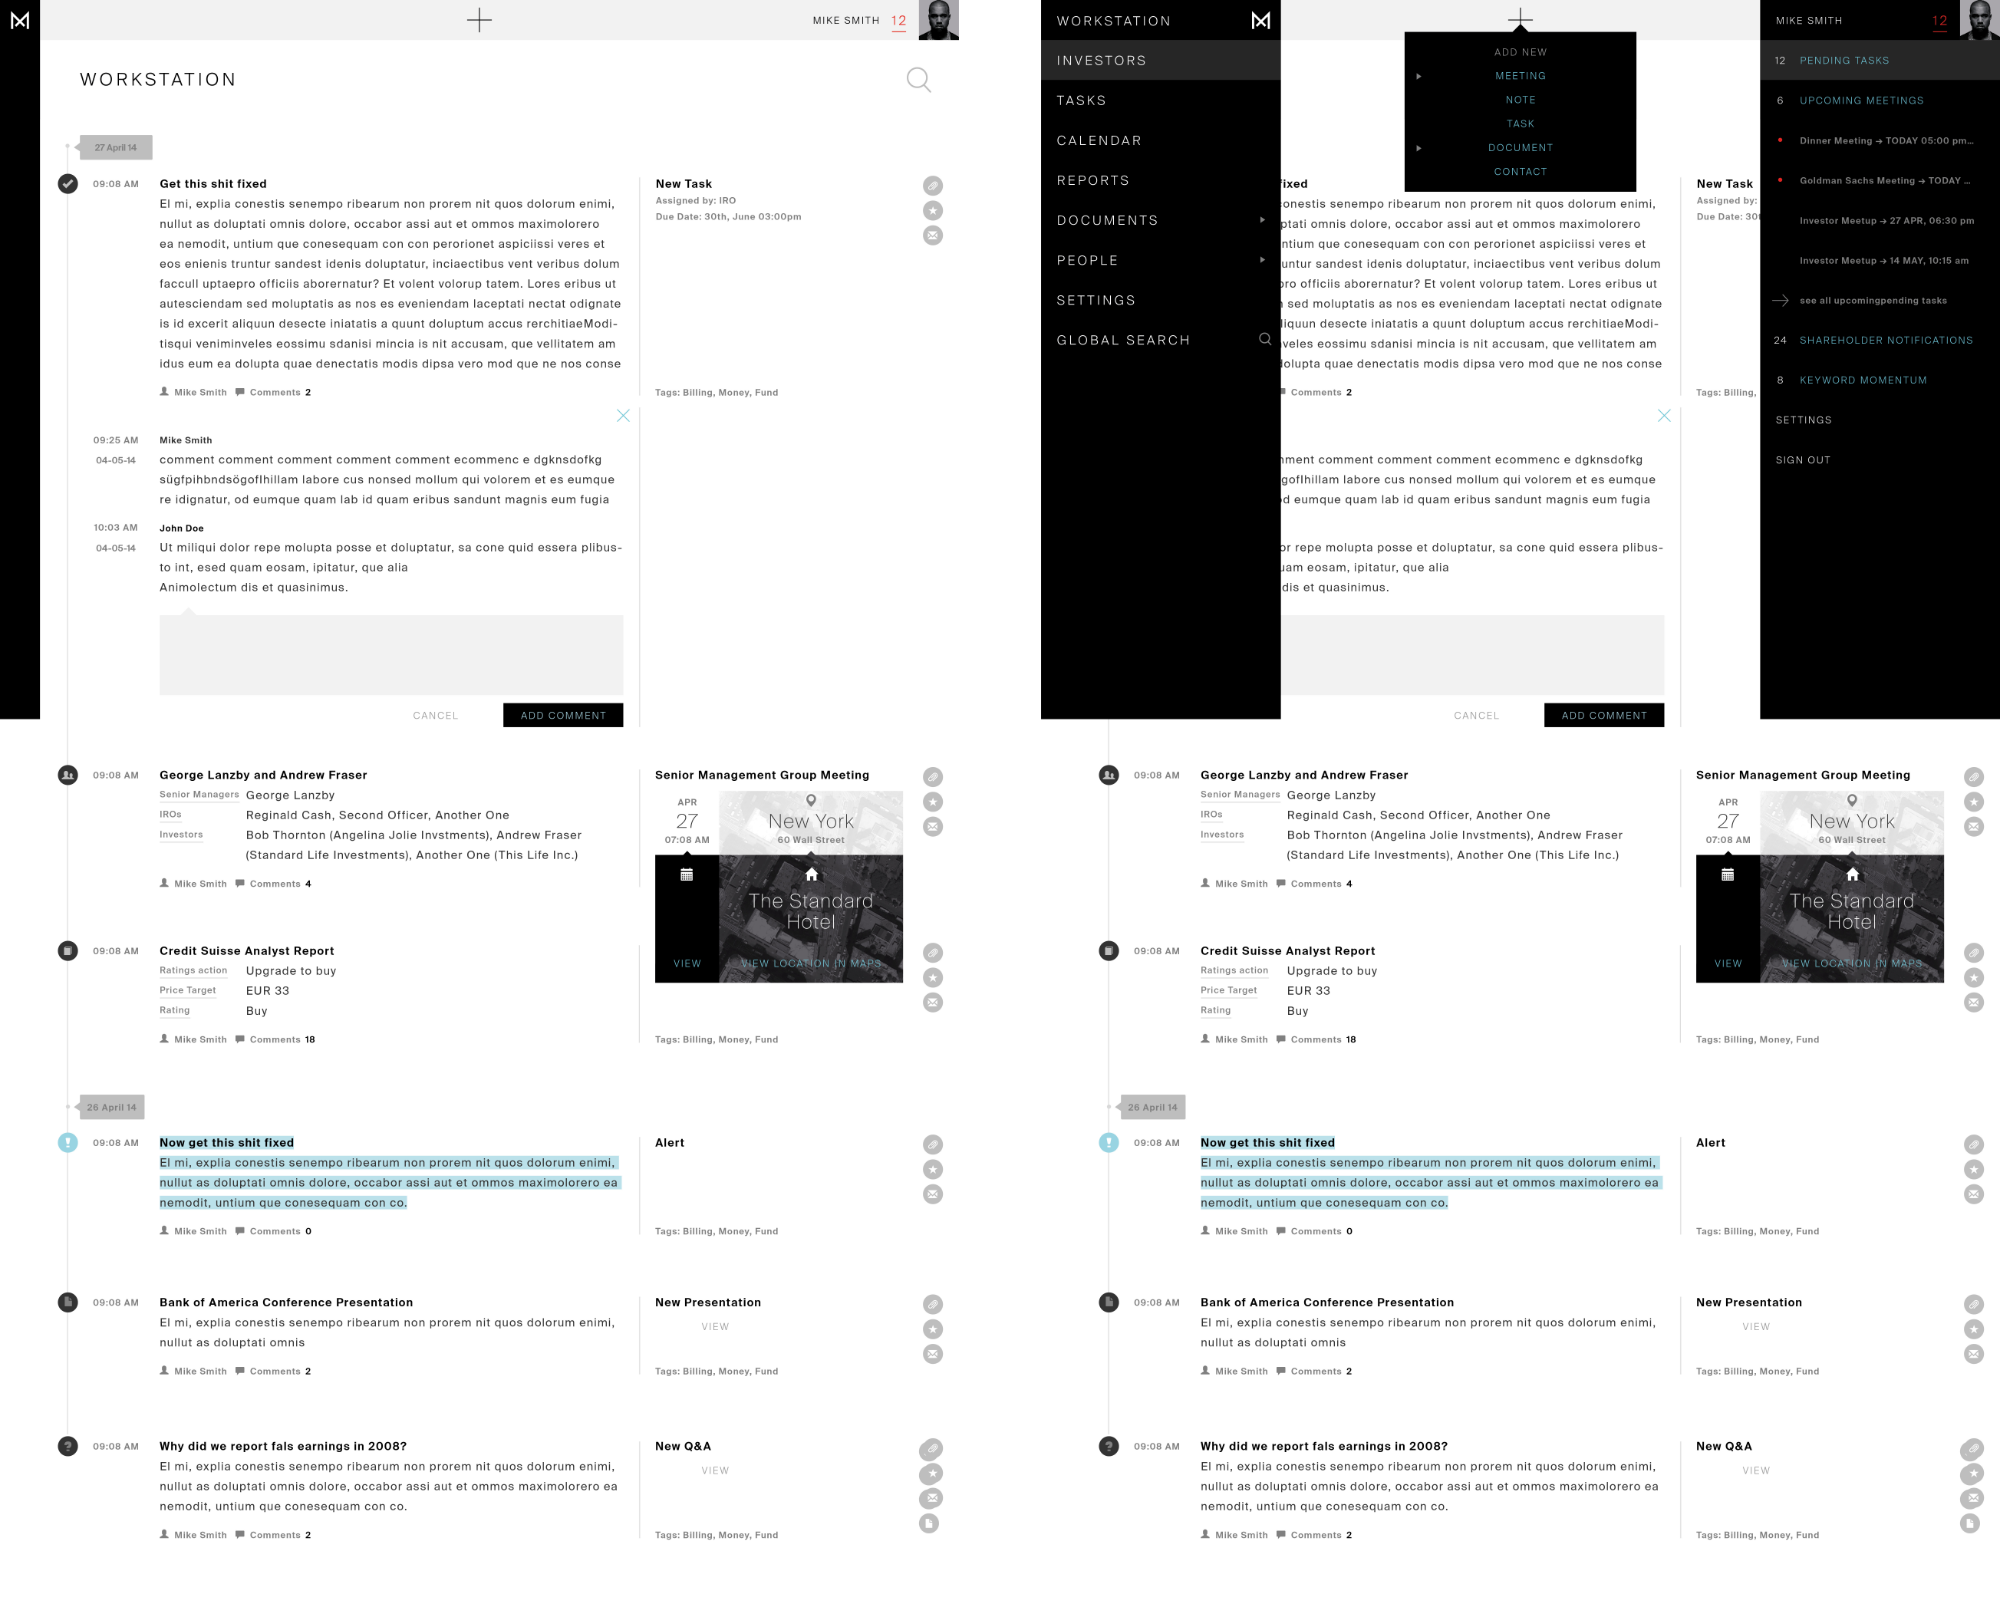 MIKE SMITH 12
WORKSTATION
27 April 14
09:08 AM
Get this shit fixed
El mi, explia conestis senempo ribearum non prorem nit quos dolorum enimi,
nullut as doluptati omnis dolore, occabor assi aut et ommos maximolorero
ea nemodit, untium que conesequam con con perorionet aspiciissi veres et
eos enienis truntur sandest idenis doluptatur, inciaectibus vent veribus dolum
faccull uptaepro officiis aborernatur? Et volent volorup tatem. Lores eribus ut
autesciendam sed moluptatis as nos es eveniendam laceptati nectat odignate
is id excerit aliquun desecte iniatatis a quunt doluptum accus rerchitiaeModi-
tisqui veniminveles eossimu sdanisi mincia is nit accusam, que vellitatem am
idus eum ea dolupta quae denectatis modis dipsa vero mod que ne nos conse
Mike Smith Comments 2
New Task
Assigned by: IRO
Due Date: 30th, June 03:00pm
Tags: Billing, Money, Fund
09:25 AM
04-05-14
Mike Smith
comment comment comment comment comment ecommenc e dgknsdofkg
sügfpihbndsögoflhillam labore cus nonsed mollum qui volorem et es eumque
re idignatur, od eumque quam lab id quam eribus sandunt magnis eum fugia
10:03 AM
04-05-14
John Doe
Ut miliqui dolor repe molupta posse et doluptatur, sa cone quid essera plibus-
to int, esed quam eosam, ipitatur, que alia
Animolectum dis et quasinimus.
CANCEL
ADD COMMENT
09:08 AM
George Lanzby and Andrew Fraser
Senior Managers George Lanzby
IROs Reginald Cash, Second Officer, Another One
Investors Bob Thornton (Angelina Jolie Invstments), Andrew Fraser
(Standard Life Investments), Another One (This Life Inc.)
Mike Smith Comments 4
Senior Management Group Meeting
APR
27
07:08 AM
New York
60 Wall Street
The Standard
Hotel
VIEW
VIEW LOCATION IN MAPS
09:08 AM
Credit Suisse Analyst Report
Ratings action Upgrade to buy
Price Target EUR 33
Rating Buy
Mike Smith Comments 18
Tags: Billing, Money, Fund
26 April 14
09:08 AM
Now get this shit fixed
El mi, explia conestis senempo ribearum non prorem nit quos dolorum enimi,
nullut as doluptati omnis dolore, occabor assi aut et ommos maximolorero ea
nemodit, untium que conesequam con co.
Mike Smith Comments 0
Alert
Tags: Billing, Money, Fund
09:08 AM
Bank of America Conference Presentation
El mi, explia conestis senempo ribearum non prorem nit quos dolorum enimi,
nullut as doluptati omnis
Mike Smith Comments 2
New Presentation
VIEW
Tags: Billing, Money, Fund
09:08 AM
Why did we report fals earnings in 2008?
El mi, explia conestis senempo ribearum non prorem nit quos dolorum enimi,
nullut as doluptati omnis dolore, occabor assi aut et ommos maximolorero ea
nemodit, untium que conesequam con co.
Mike Smith Comments 2
New Q&A
VIEW
Tags: Billing, Money, Fund
WORKSTATION
INVESTORS
TASKS
CALENDAR
REPORTS
DOCUMENTS
PEOPLE
SETTINGS
GLOBAL SEARCH
ADD NEW
MEETING
NOTE
TASK
DOCUMENT
CONTACT
MIKE SMITH 12
12 PENDING TASKS
6 UPCOMING MEETINGS
Dinner Meeting → TODAY 05:00 pm...
Goldman Sachs Meeting → TODAY ...
Investor Meetup → 27 APR, 06:30 pm
Investor Meetup → 14 MAY, 10:15 am
see all upcomingpending tasks
24 SHAREHOLDER NOTIFICATIONS
8 KEYWORD MOMENTUM
SETTINGS
SIGN OUT
fixed
onestis senempo ribearum non prorem nit quos dolorum enimi,
ptati omnis dolore, occabor assi aut et ommos maximolorero
ntium que conesequam con con perorionet aspiciissi veres et
untur sandest idenis doluptatur, inciaectibus vent veribus dolum
oro officiis aborernatur? Et volent volorup tatem. Lores eribus ut
sed moluptatis as nos es eveniendam laceptati nectat odignate
liquun desecte iniatatis a quunt doluptum accus rerchitiaeModi-
veles eossimu sdanisi mincia is nit accusam, que vellitatem am
olupta quae denectatis modis dipsa vero mod que ne nos conse
Comments 2
New Task
Assigned by:
Due Date: 30t
Tags: Billing,
ment comment comment comment comment ecommenc e dgknsdofkg
goflhillam labore cus nonsed mollum qui volorem et es eumque
d eumque quam lab id quam eribus sandunt magnis eum fugia
or repe molupta posse et doluptatur, sa cone quid essera plibus-
uam eosam, ipitatur, que alia
dis et quasinimus.
CANCEL
ADD COMMENT
09:08 AM
George Lanzby and Andrew Fraser
Senior Managers George Lanzby
IROs Reginald Cash, Second Officer, Another One
Investors Bob Thornton (Angelina Jolie Invstments), Andrew Fraser
(Standard Life Investments), Another One (This Life Inc.)
Mike Smith Comments 4
Senior Management Group Meeting
APR
27
07:08 AM
New York
60 Wall Street
The Standard
Hotel
VIEW
VIEW LOCATION IN MAPS
09:08 AM
Credit Suisse Analyst Report
Ratings action Upgrade to buy
Price Target EUR 33
Rating Buy
Mike Smith Comments 18
Tags: Billing, Money, Fund
26 April 14
09:08 AM
Now get this shit fixed
El mi, explia conestis senempo ribearum non prorem nit quos dolorum enimi,
nullut as doluptati omnis dolore, occabor assi aut et ommos maximolorero ea
nemodit, untium que conesequam con co.
Mike Smith Comments 0
Alert
Tags: Billing, Money, Fund
09:08 AM
Bank of America Conference Presentation
El mi, explia conestis senempo ribearum non prorem nit quos dolorum enimi,
nullut as doluptati omnis
Mike Smith Comments 2
New Presentation
VIEW
Tags: Billing, Money, Fund
09:08 AM
Why did we report fals earnings in 2008?
El mi, explia conestis senempo ribearum non prorem nit quos dolorum enimi,
nullut as doluptati omnis dolore, occabor assi aut et ommos maximolorero ea
nemodit, untium que conesequam con co.
Mike Smith Comments 2
New Q&A
VIEW
Tags: Billing, Money, Fund